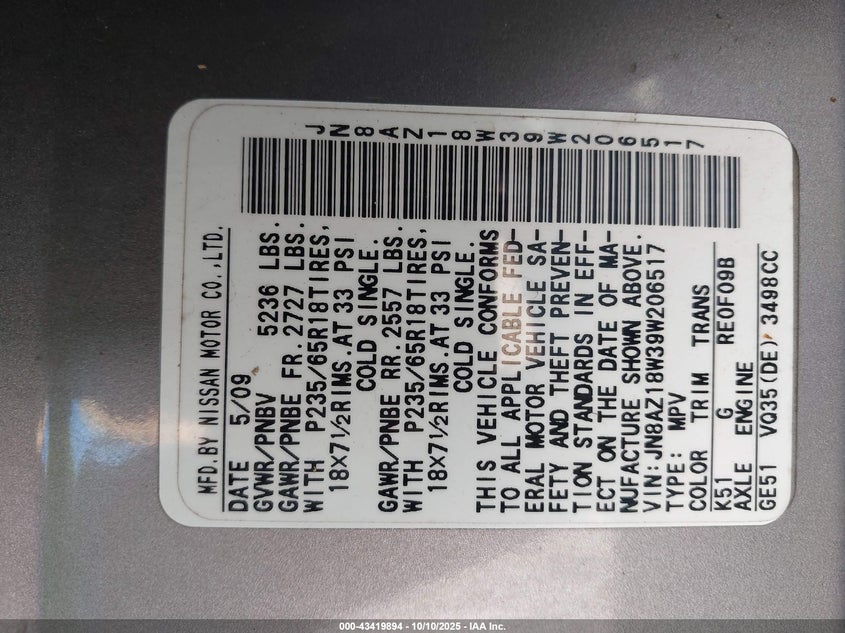 MFD.BY NISSAN MOTOR CO.,LTD.
DATE 5/09
GVWR/PNBV 5236 LBS.
GAWR/PNBE FR.2727 LBS.
WITH P235/65R18TIRES,
18X71/2RIMS.AT 33 PSI
COLD SINGLE.
GAWR/PNBE RR.2557 LBS.
WITH P235/65R18TIRES,
18X71/2RIMS.AT 33 PSI
COLD SINGLE.
THIS VEHICLE CONFORMS
TO ALL APPLICABLE FED-
ERAL MOTOR VEHICLE SA-
FETY AND THEFT PREVEN-
TION STANDARDS IN EFF-
ECT ON THE DATE OF MA-
NUFACTURE SHOWN ABOVE.
VIN:JN8AZ18W39W206517
TYPE: MPV
COLOR TRIM TRANS
K51 G RE0F09B
AXLE ENGINE
GE51 VQ35(DE) 3498CC
JN8AZ18W39W206517
000-43419894 - 10/10/2025 - IAA Inc.